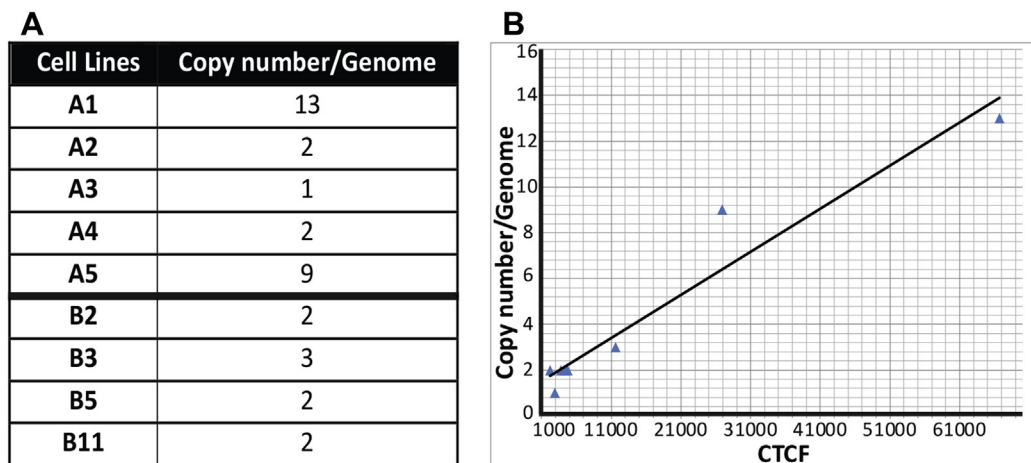 A
Cell Lines Copy number/Genome
A1 13
A2 2
A3 1
A4 2
A5 9
B2 2
B3 3
B5 2
B11 2
B
Copy number/Genome
16
14
12
10
8
6
4
2
0
1000 11000 21000 31000 41000 51000 61000
CTCF